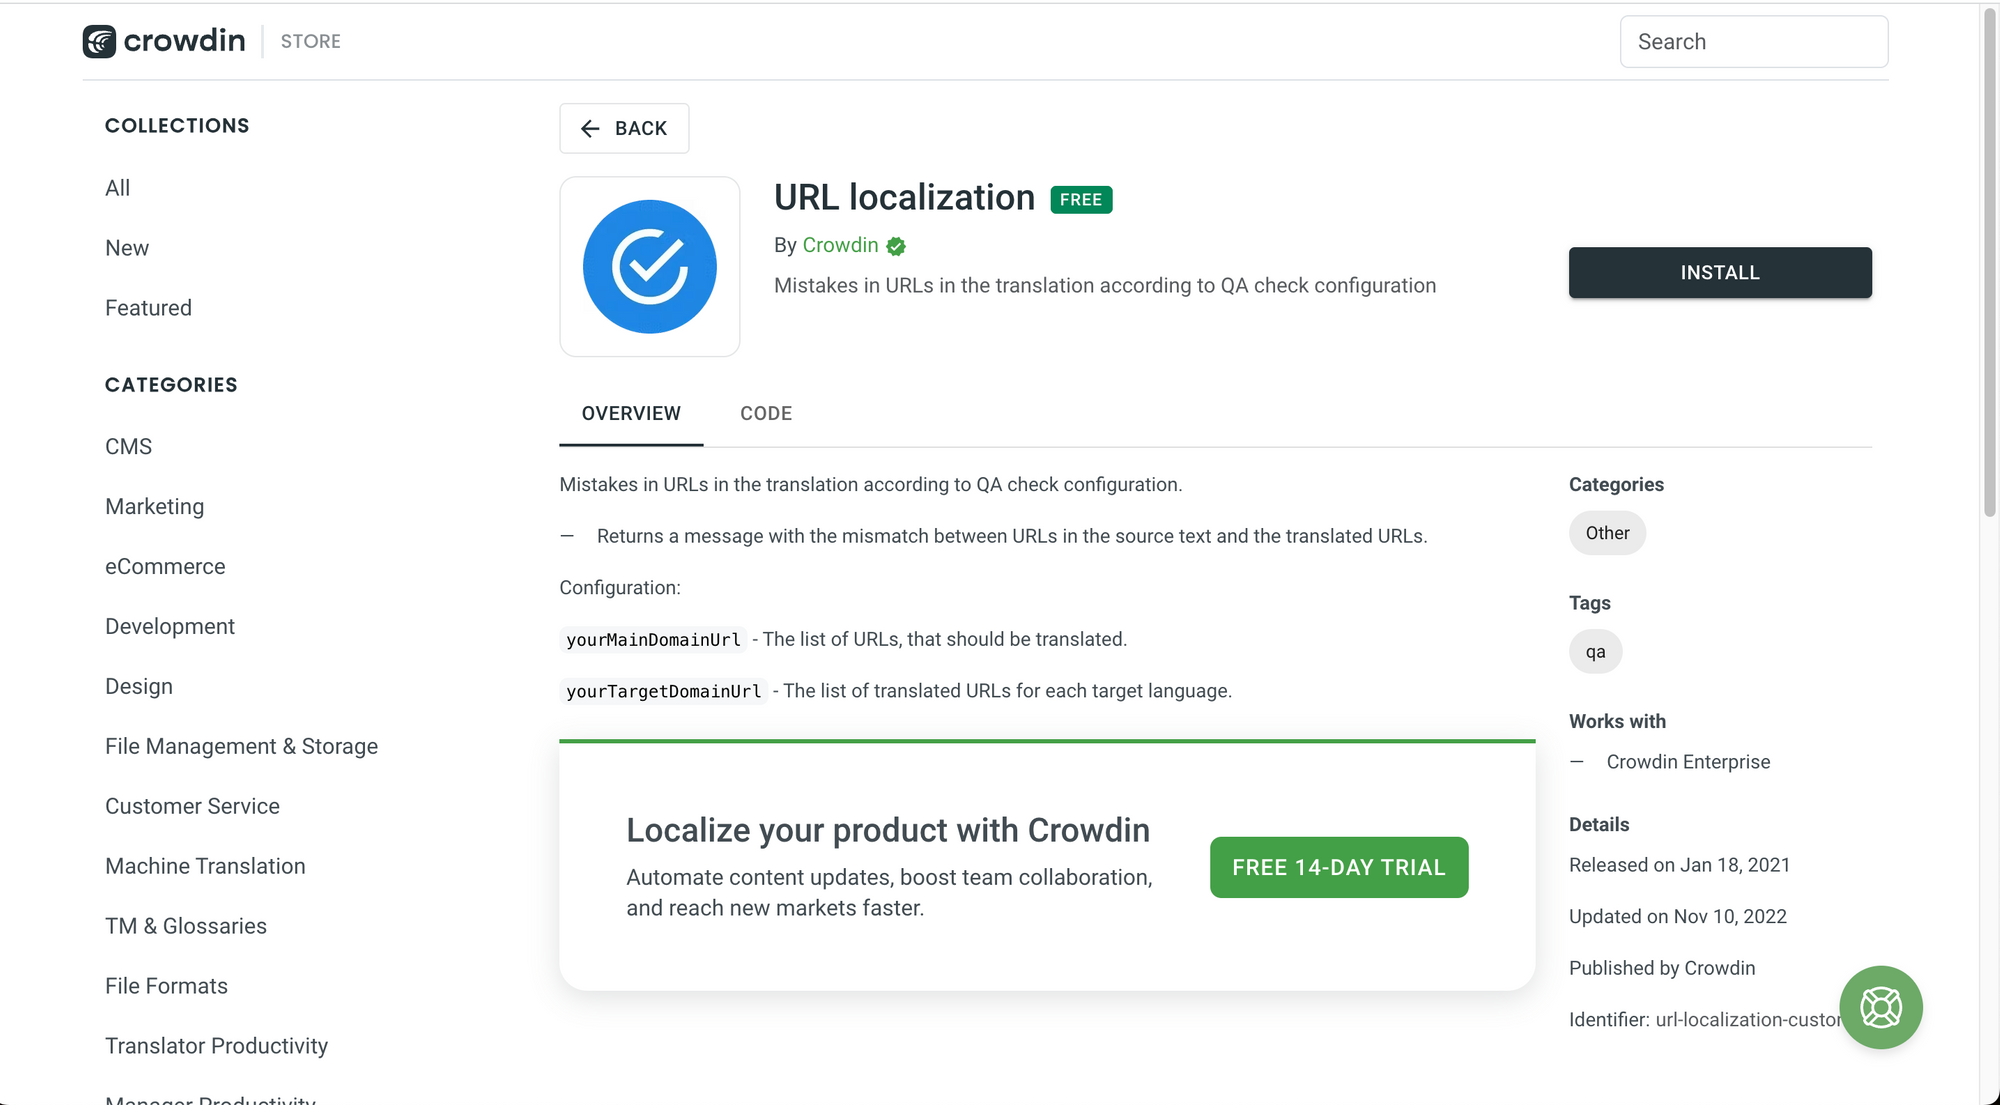 crowdin STORE
Search
COLLECTIONS
All
New
Featured
CATEGORIES
CMS
Marketing
eCommerce
Development
Design
File Management & Storage
Customer Service
Machine Translation
TM & Glossaries
File Formats
Translator Productivity
Manager Productivity
BACK
URL localization FREE
By Crowdin
Mistakes in URLs in the translation according to QA check configuration
INSTALL
OVERVIEW CODE
Mistakes in URLs in the translation according to QA check configuration.
— Returns a message with the mismatch between URLs in the source text and the translated URLs.
Configuration:
yourMainDomainUrl - The list of URLs, that should be translated.
yourTargetDomainUrl - The list of translated URLs for each target language.
Localize your product with Crowdin
Automate content updates, boost team collaboration,
and reach new markets faster.
FREE 14-DAY TRIAL
Categories
Other
Tags
qa
Works with
— Crowdin Enterprise
Details
Released on Jan 18, 2021
Updated on Nov 10, 2022
Published by Crowdin
Identifier: url-localization-custom